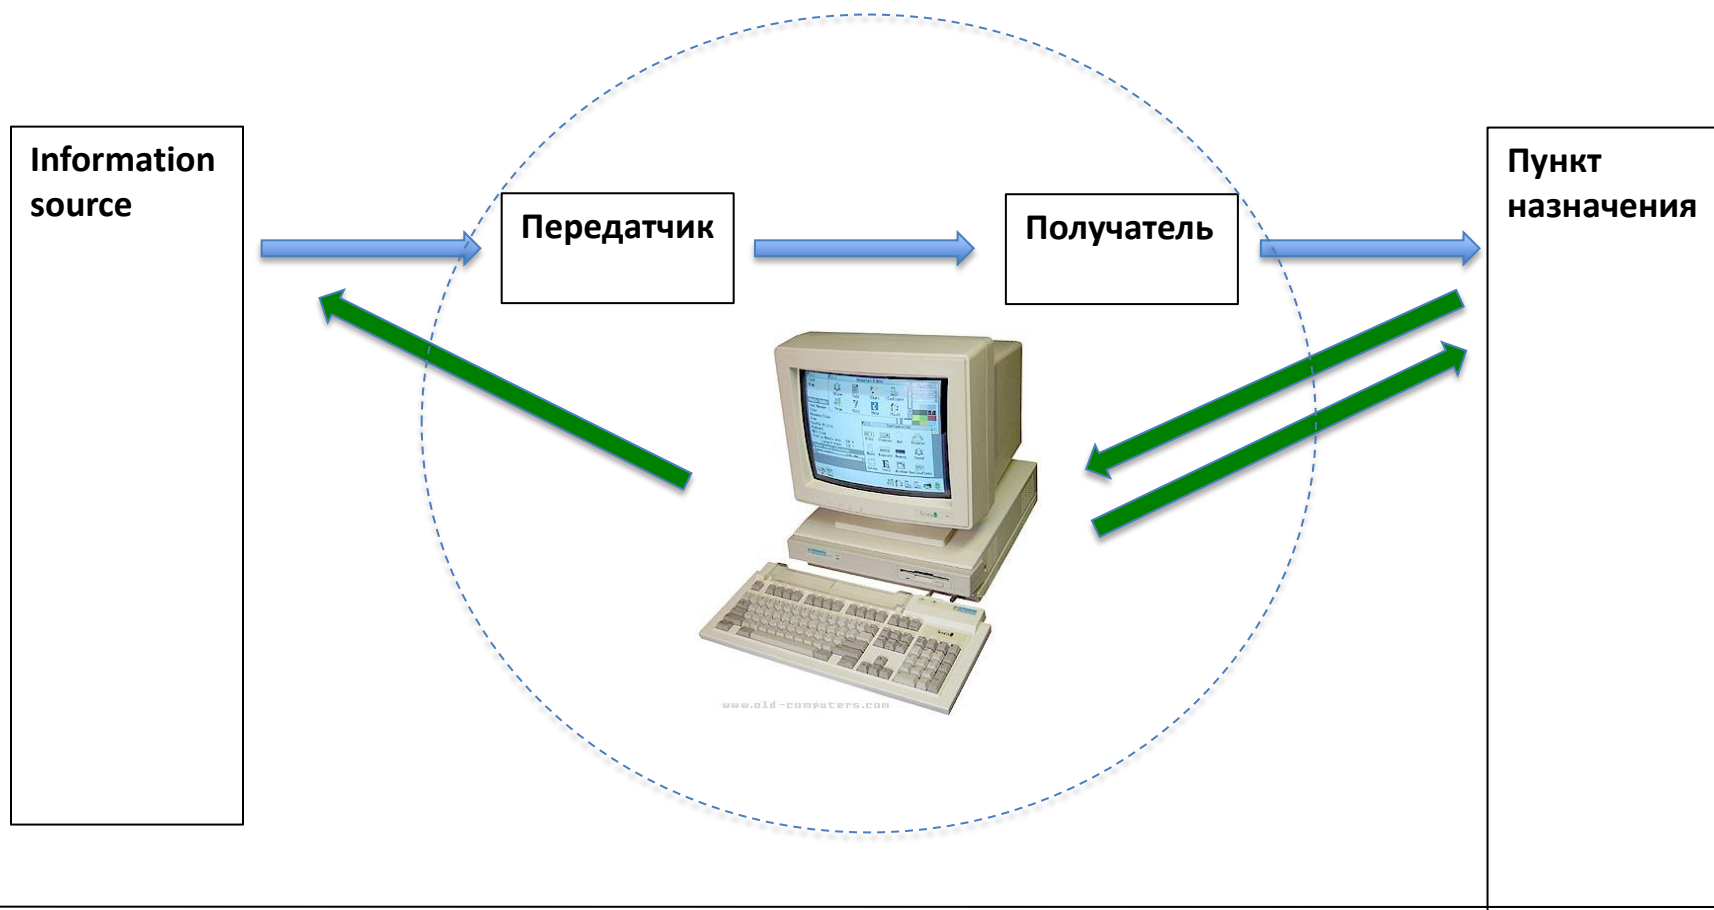 Information
source
Передатчик
Получатель
Пункт
назначения
www.old-computers.com